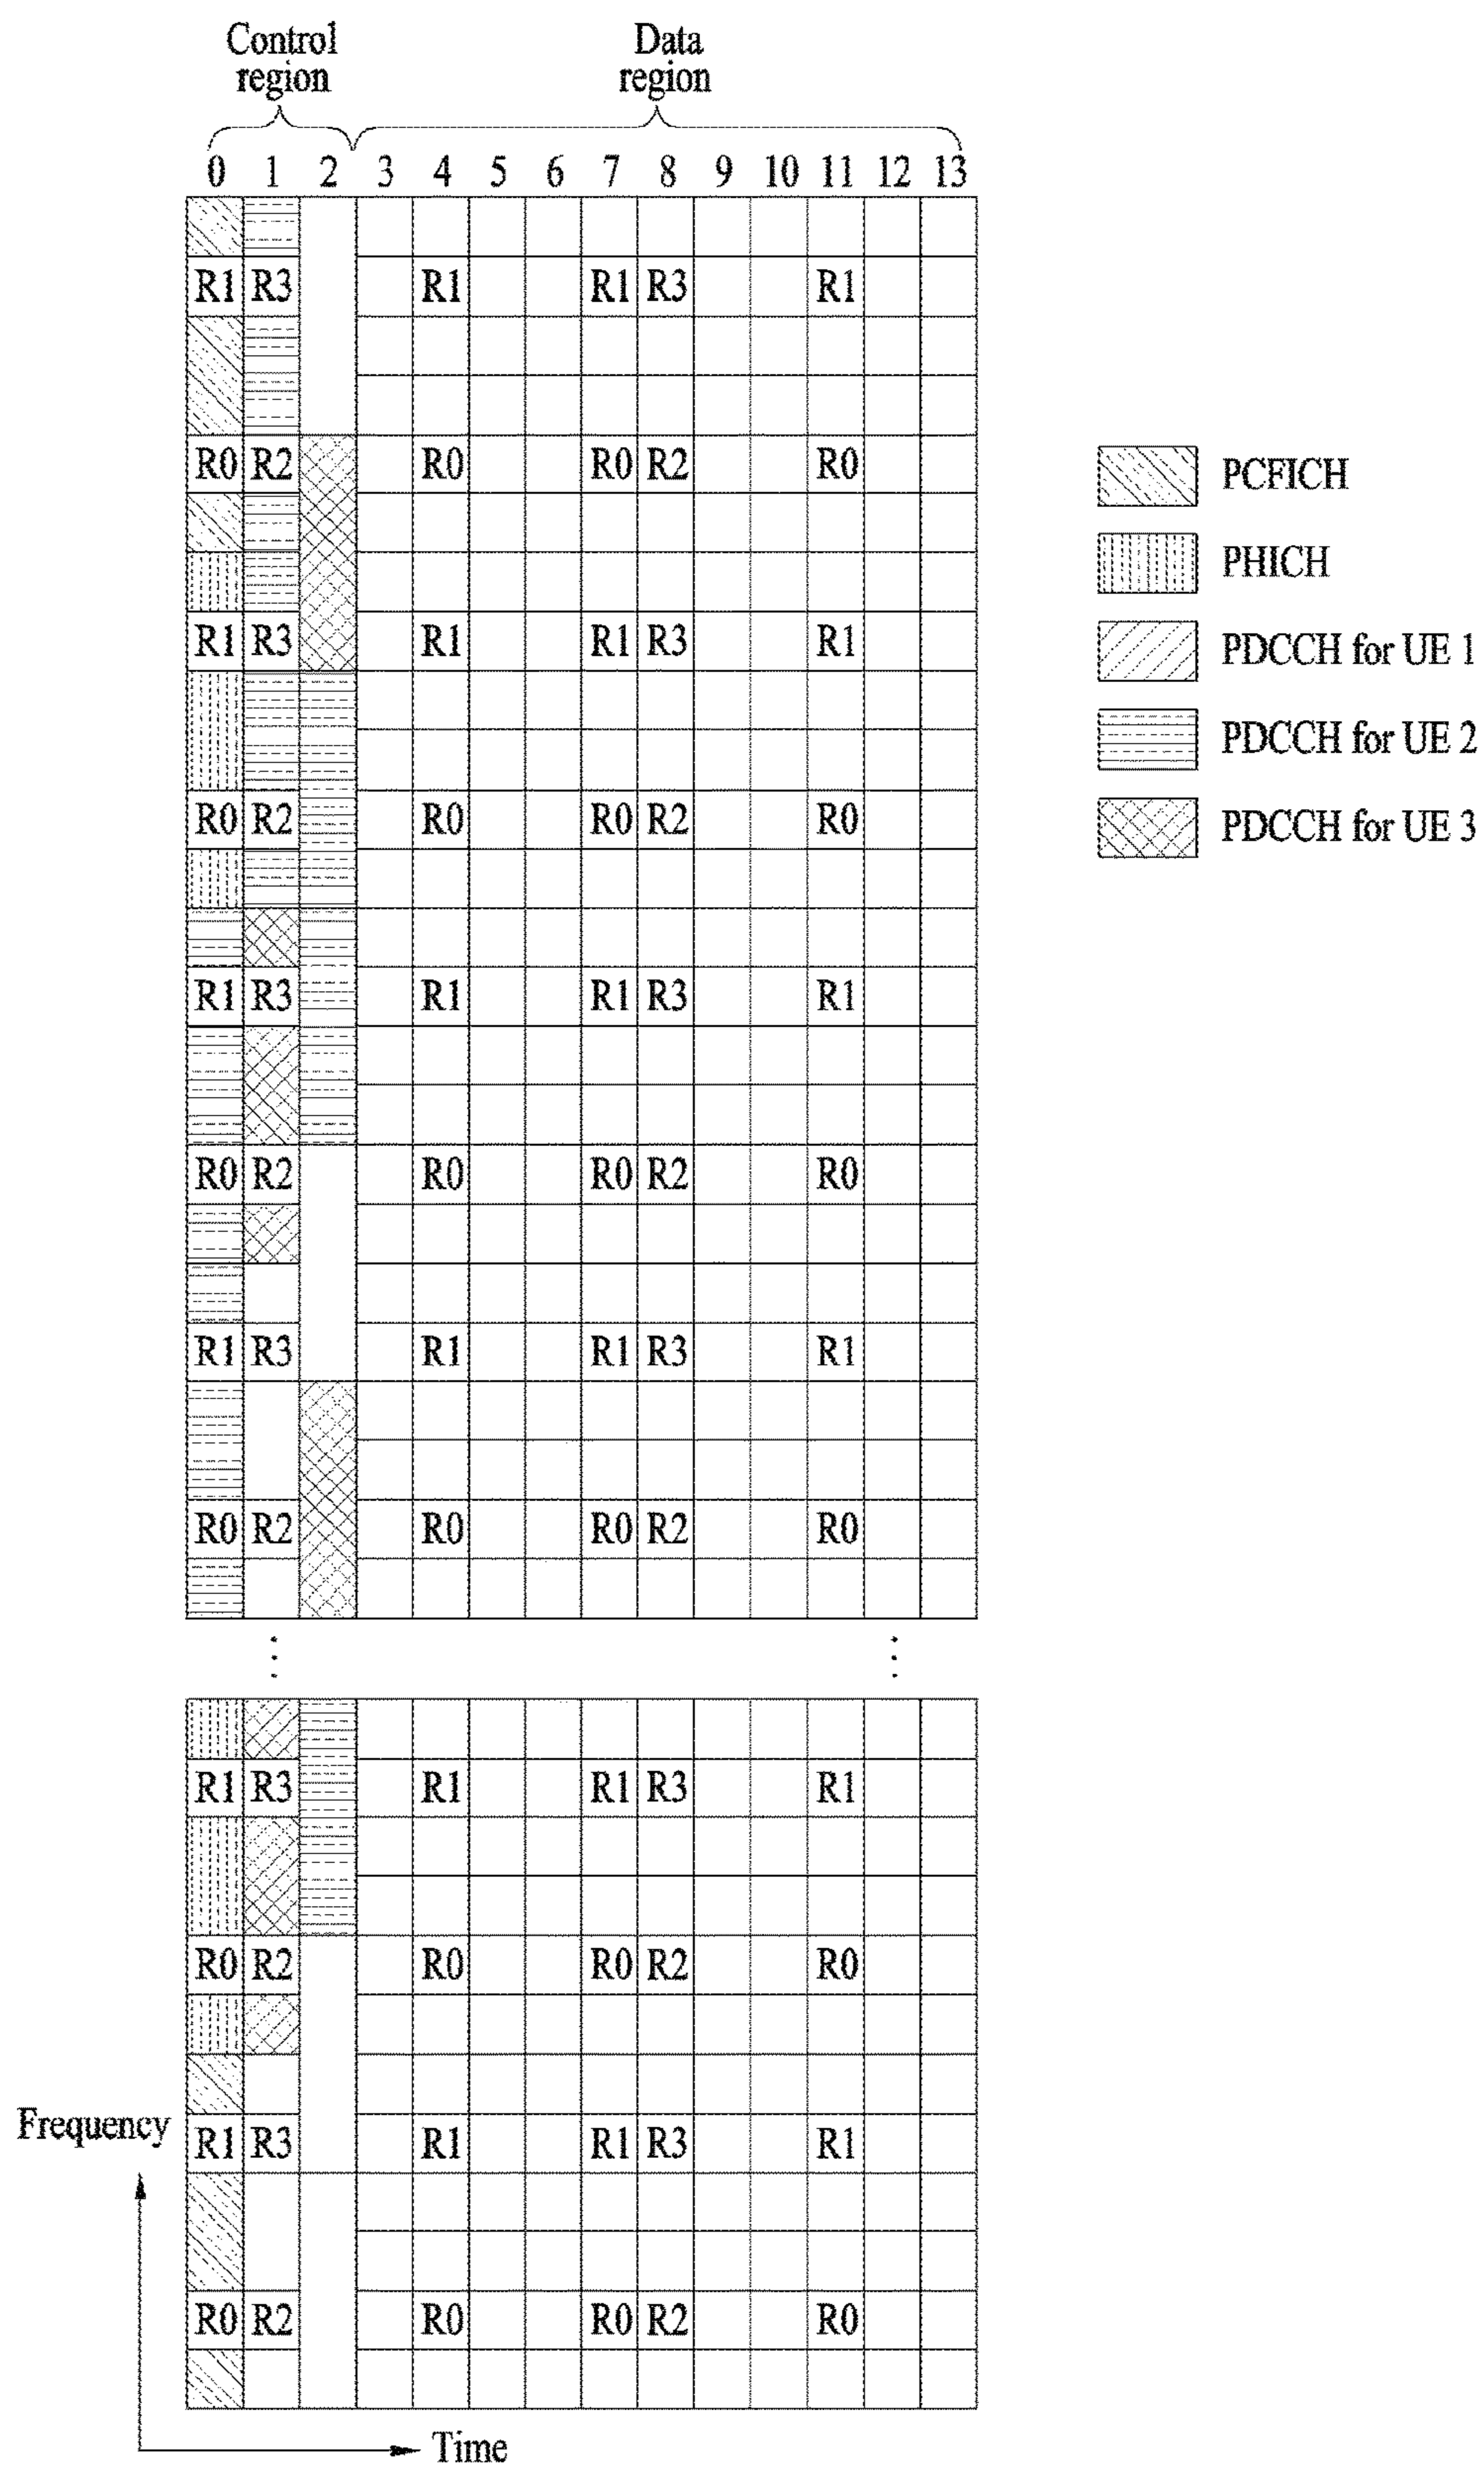 Control region
Data region
0 1 2 3 4 5 6 7 8 9 10 11 12 13
R1 R3 R1 R1 R3 R1
R0 R2 R0 R0 R2 R0
PCFICH
PHICH
R1 R3 R1 R1 R3 R1
PDCCH for UE 1
PDCCH for UE 2
R0 R2 R0 R0 R2 R0
PDCCH for UE 3
R1 R3 R1 R1 R3 R1
R0 R2 R0 R0 R2 R0
R1 R3 R1 R1 R3 R1
R0 R2 R0 R0 R2 R0
R1 R3 R1 R1 R3 R1
R0 R2 R0 R0 R2 R0
Frequency
R1 R3 R1 R1 R3 R1
R0 R2 R0 R0 R2 R0
Time